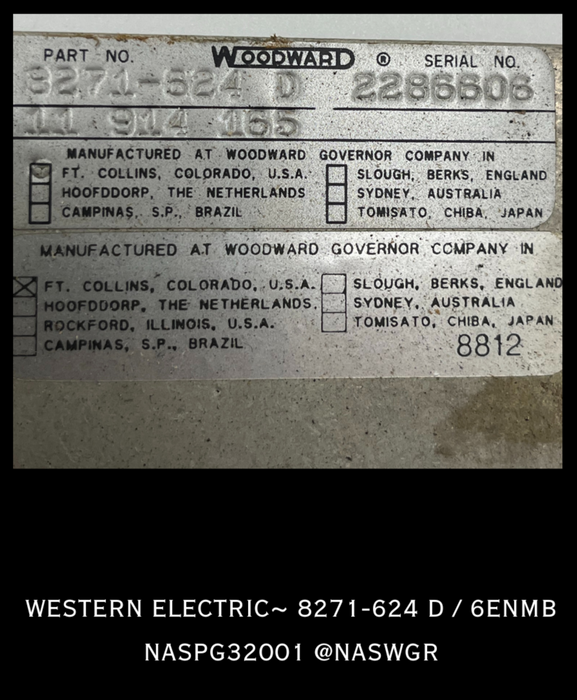 PART NO. WOODWARD ® SERIAL NO.
8271-624 D 2286606
11 914 165
MANUFACTURED AT WOODWARD GOVERNOR COMPANY IN
FT. COLLINS, COLORADO, U.S.A. SLOUGH, BERKS, ENGLAND
HOOFDDORP, THE NETHERLANDS SYDNEY, AUSTRALIA
CAMPINAS, S.P., BRAZIL TOMISATO, CHIBA, JAPAN
MANUFACTURED AT WOODWARD GOVERNOR COMPANY IN
FT. COLLINS, COLORADO, U.S.A. SLOUGH, BERKS, ENGLAND
HOOFDDORP, THE NETHERLANDS. SYDNEY, AUSTRALIA
ROCKFORD, ILLINOIS, U.S.A. TOMISATO, CHIBA, JAPAN
CAMPINAS, S.P., BRAZIL 8812
WESTERN ELECTRIC~ 8271-624 D / 6ENMB
NASPG32001 @NASWGR